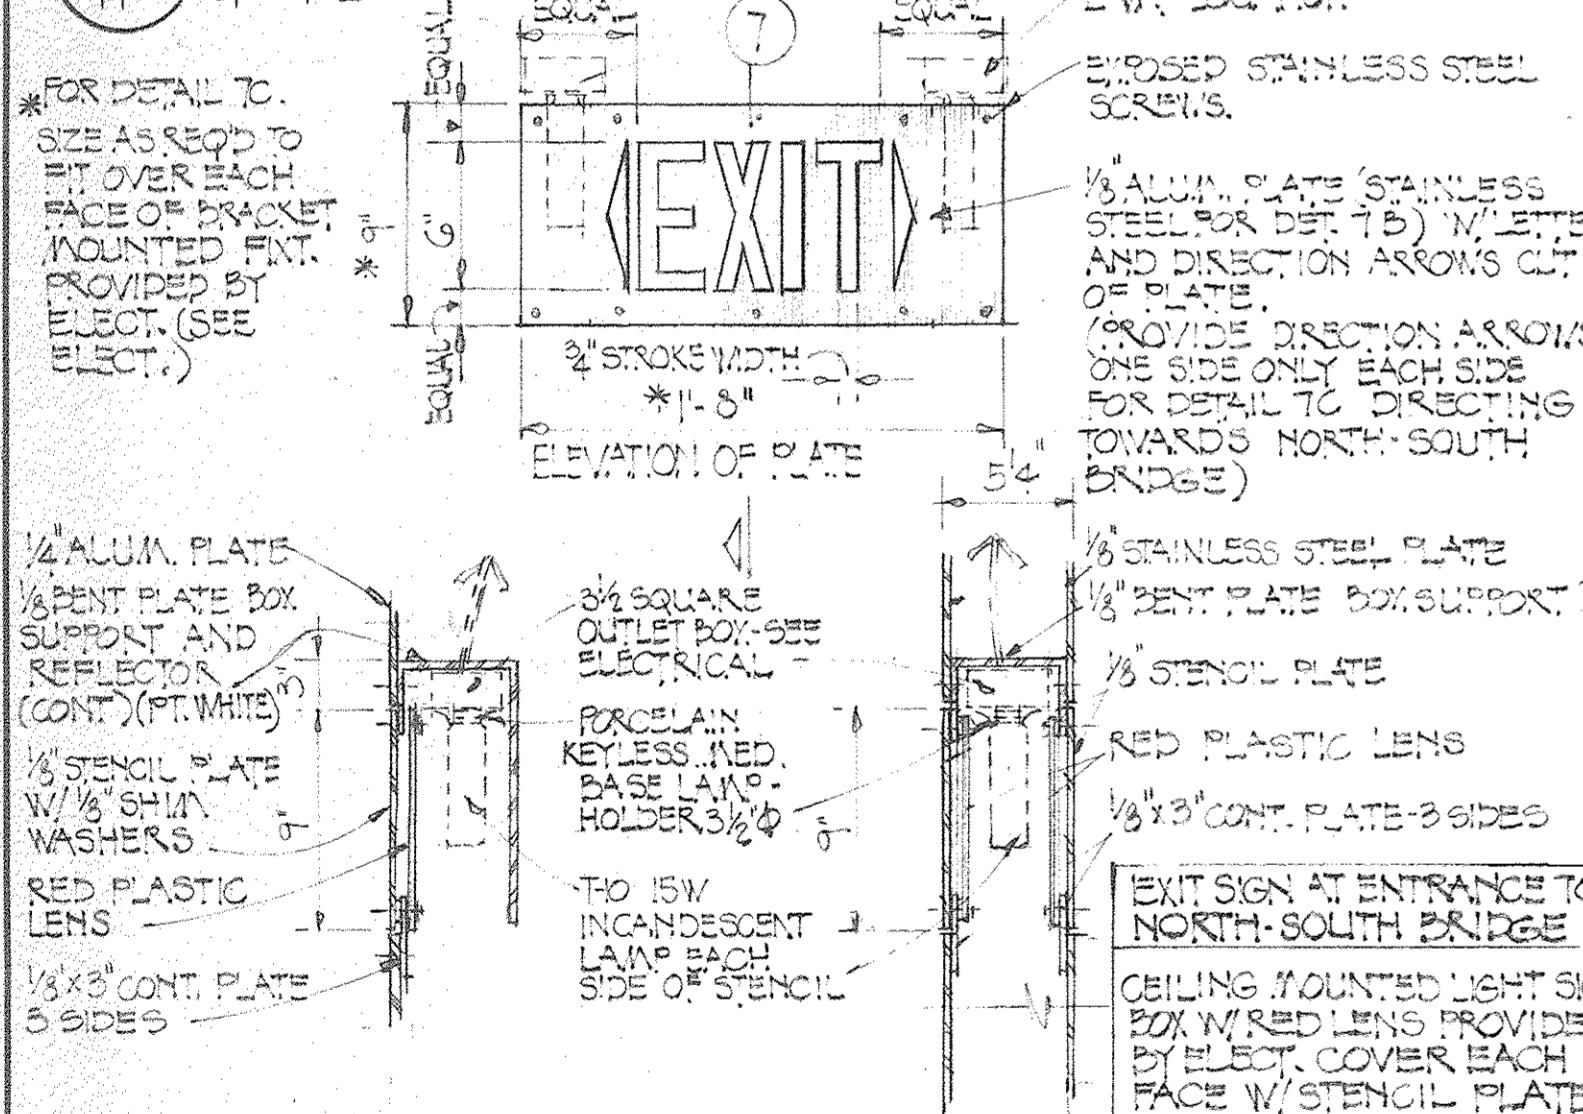 EQUAL
7
EQUAL
EQUAL
EXPOSED STAINLESS STEEL
SCREWS.
* FOR DETAIL 7C.
SIZE AS REQ'D TO
FIT OVER EACH
FACE OF BRACKET
MOUNTED FIXT.
PROVIDED BY
ELECT. (SEE
ELECT.)
* 9"
6"
EQUAL
EXIT
1/8" ALUM. PLATE (STAINLESS
STEEL FOR DET. 7B) W/ LETTE
AND DIRECTION ARROWS CUT
OF PLATE.
(PROVIDE DIRECTION ARROWS
ONE SIDE ONLY EACH SIDE
FOR DETAIL 7C DIRECTING
TOWARDS NORTH-SOUTH
BRIDGE)
3/4" STROKE WIDTH
* 1'-8"
ELEVATION OF PLATE
5 1/4"
1/4" ALUM. PLATE
1/8" BENT PLATE BOX
SUPPORT AND
REFLECTOR
(CONT.) (PT. WHITE)
3"
1/8" STENCIL PLATE
W/ 1/8" SHIM
WASHERS
9"
RED PLASTIC
LENS
1/8" X 3" CONT. PLATE
3 SIDES
3 1/2 SQUARE
OUTLET BOX-SEE
ELECTRICAL
PORCELAIN
KEYLESS MED.
BASE LAMP-
HOLDER 3 1/2" Φ
9"
T-10 15W
INCANDESCENT
LAMP EACH
SIDE OF STENCIL
1/8" STAINLESS STEEL PLATE
1/8" BENT PLATE BOX SUPPORT
1/8" STENCIL PLATE
RED PLASTIC LENS
1/8" X 3" CONT. PLATE-3 SIDES
EXIT SIGN AT ENTRANCE TO
NORTH-SOUTH BRIDGE
CEILING MOUNTED LIGHT SI
BOX W/ RED LENS PROVIDE
BY ELECT. COVER EACH
FACE W/ STENCIL PLATE